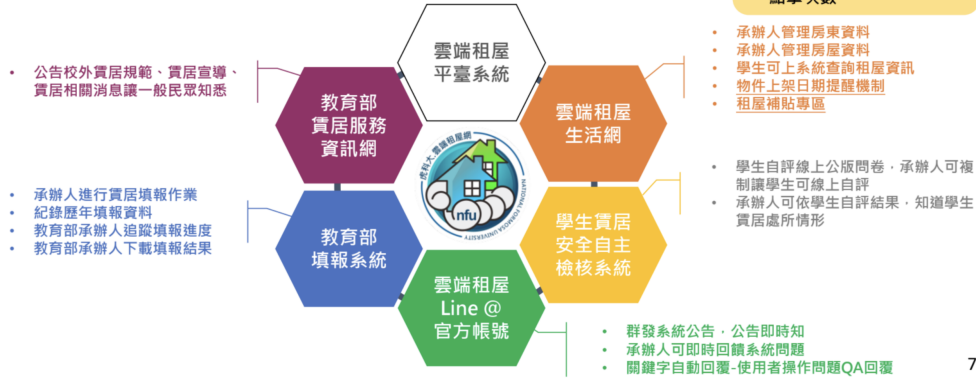 點擊次數
雲端租屋
平臺系統
• 公告校外賃居規範、賃居宣導、
賃居相關消息讓一般民眾知悉
教育部
賃居服務
資訊網
雲端租屋
生活網
• 承辦人管理房東資料
• 承辦人管理房屋資料
• 學生可上系統查詢租屋資訊
• 物件上架日期提醒機制
• 租屋補貼專區
虎科大雲端租屋網
NATIONAL FORMOSA UNIVERSITY
nfu
• 承辦人進行賃居填報作業
• 紀錄歷年填報資料
• 教育部承辦人追蹤填報進度
• 教育部承辦人下載填報結果
教育部
填報系統
學生賃居
安全自主
檢核系統
• 學生自評線上公版問卷，承辦人可複
制讓學生可線上自評
• 承辦人可依學生自評結果，知道學生
賃居處所情形
雲端租屋
Line @
官方帳號
• 群發系統公告，公告即時知
• 承辦人可即時回饋系統問題
• 關鍵字自動回覆-使用者操作問題QA回覆
7